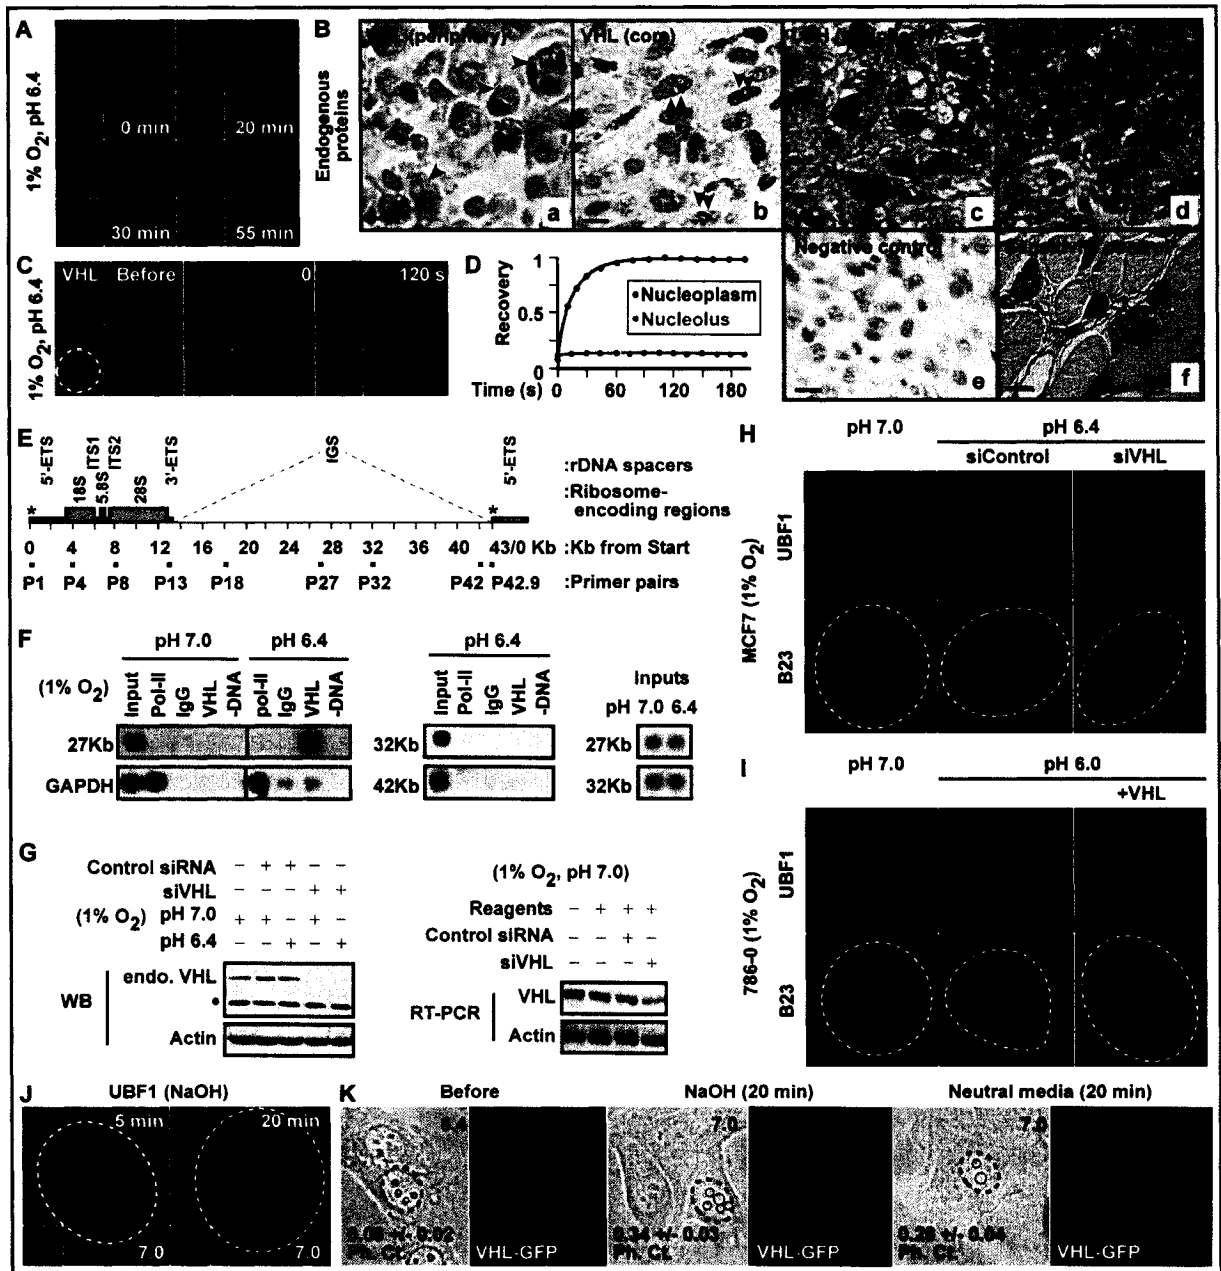 A
1% O2, pH 6.4
0 min
20 min
30 min
55 min
B
Endogenous
proteins
(periphery)
a
VHL (core)
b
c
d
Negative control
e
f
C
1% O2, pH 6.4
VHL Before
0
120 s
D
Recovery
1
0.5
0
Nucleoplasm
Nucleolus
Time (s) 0 60 120 180
E
5'-ETS
18S
ITS1
5.8S
ITS2
28S
3'-ETS
IGS
5'-ETS
:rDNA spacers
:Ribosome-
encoding regions
* *
0 4 8 12 16 20 24 28 32 36 40 43/0 Kb :Kb from Start
P1 P4 P8 P13 P18 P27 P32 P42 P42.9 :Primer pairs
F
(1% O2)
pH 7.0
pH 6.4
Input
Pol-II
IgG
VHL
-DNA
pol-II
IgG
VHL
-DNA
27Kb
GAPDH
pH 6.4
Input
Pol-II
IgG
VHL
-DNA
32Kb
42Kb
Inputs
pH 7.0 6.4
27Kb
32Kb
G
Control siRNA - + + - -
siVHL - - - + +
(1% O2) pH 7.0 + + - + -
pH 6.4 - - + - +
WB
endo. VHL
Actin
(1% O2, pH 7.0)
Reagents - + + +
Control siRNA - - + -
siVHL - - - +
RT-PCR
VHL
Actin
H
pH 7.0
pH 6.4
siControl
siVHL
MCF7 (1% O2)
UBF1
B23
I
pH 7.0
pH 6.0
+VHL
786-0 (1% O2)
UBF1
B23
J
UBF1 (NaOH)
5 min
20 min
7.0
7.0
K
Before
NaOH (20 min)
Neutral media (20 min)
6.4
Ph. Ct.
VHL-GFP
7.0
0.34 +/- 0.03
Ph. Ct.
VHL-GFP
7.0
+/- 0.04
Ph. Ct.
VHL-GFP